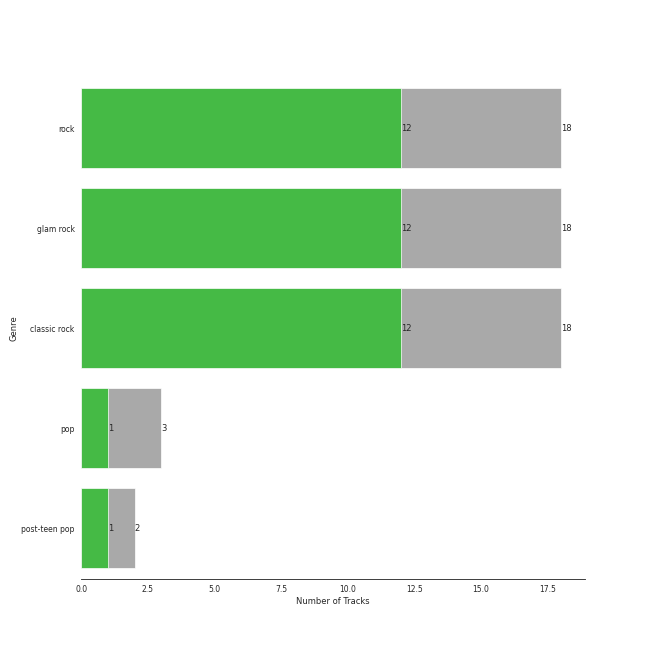 rock 12 18
glam rock 12 18
classic rock 12 18
pop 1 3
post-teen pop 1 2
Genre
0.0 2.5 5.0 7.5 10.0 12.5 15.0 17.5
Number of Tracks